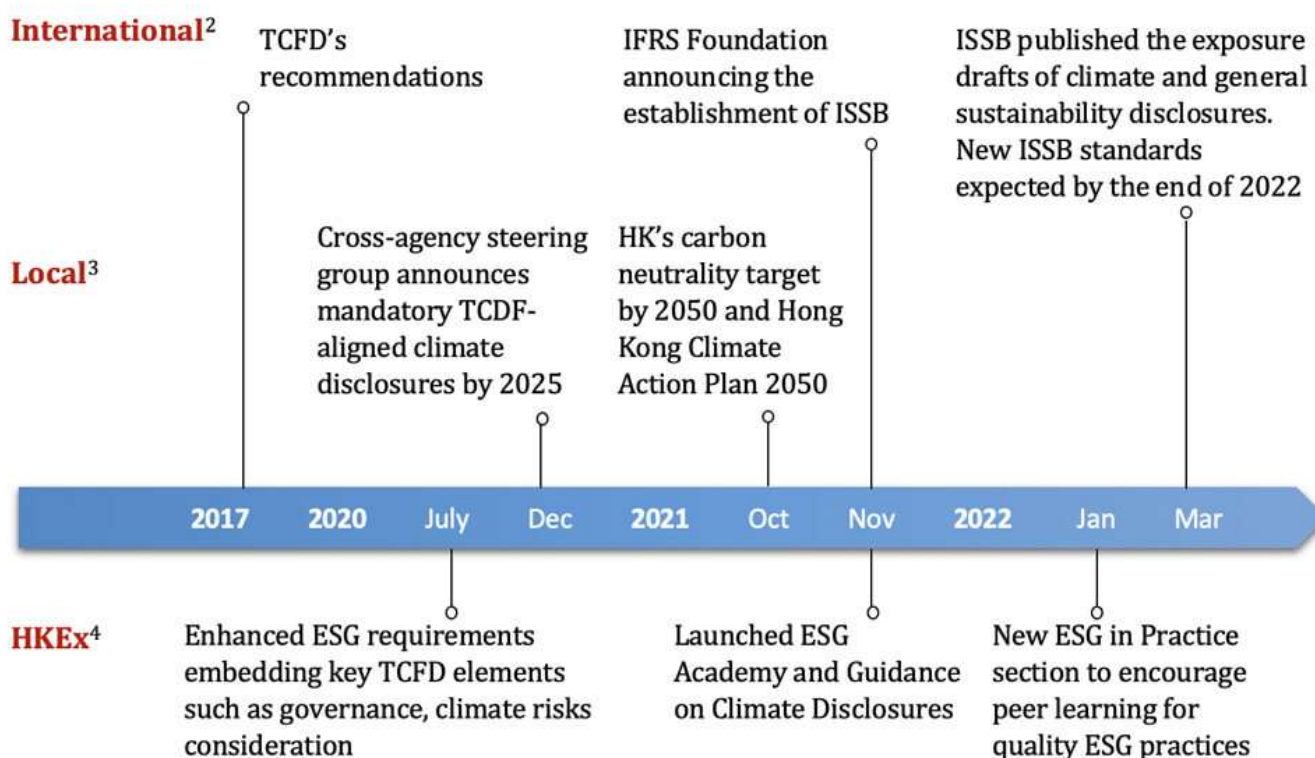 International²
TCFD's
recommendations
IFRS Foundation
announcing the
establishment of ISSB
ISSB published the exposure
drafts of climate and general
sustainability disclosures.
New ISSB standards
expected by the end of 2022
Local³
Cross-agency steering
group announces
mandatory TCDF-
aligned climate
disclosures by 2025
HK's carbon
neutrality target
by 2050 and Hong
Kong Climate
Action Plan 2050
2017 2020 July Dec 2021 Oct Nov 2022 Jan Mar
HKEx⁴
Enhanced ESG requirements
embedding key TCFD elements
such as governance, climate risks
consideration
Launched ESG
Academy and Guidance
on Climate Disclosures
New ESG in Practice
section to encourage
peer learning for
quality ESG practices